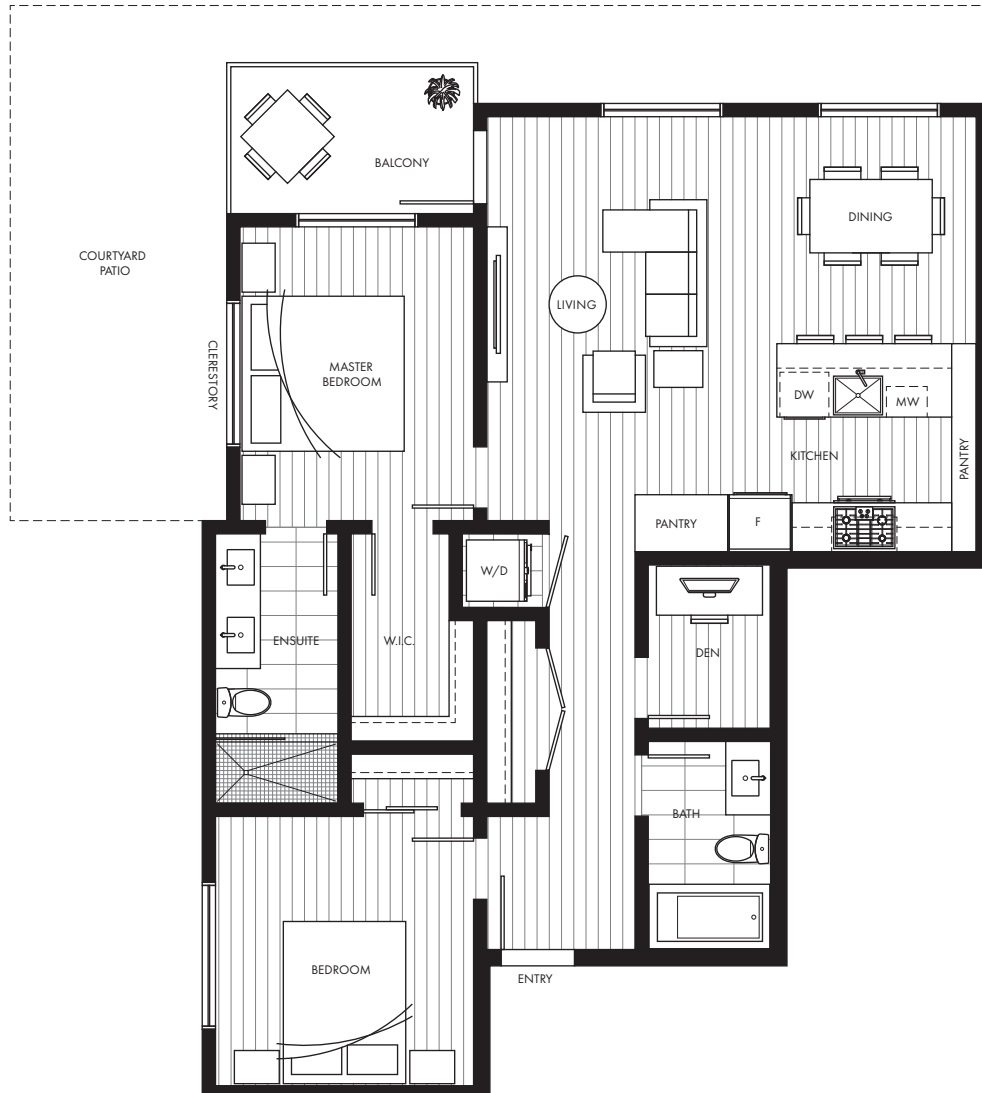 BALCONY
DINING
COURTYARD
PATIO
LIVING
CLERESTORY
MASTER
BEDROOM
DW
MW
KITCHEN
PANTRY
PANTRY
F
W/D
ENSUITE
W.I.C.
DEN
BATH
BEDROOM
ENTRY